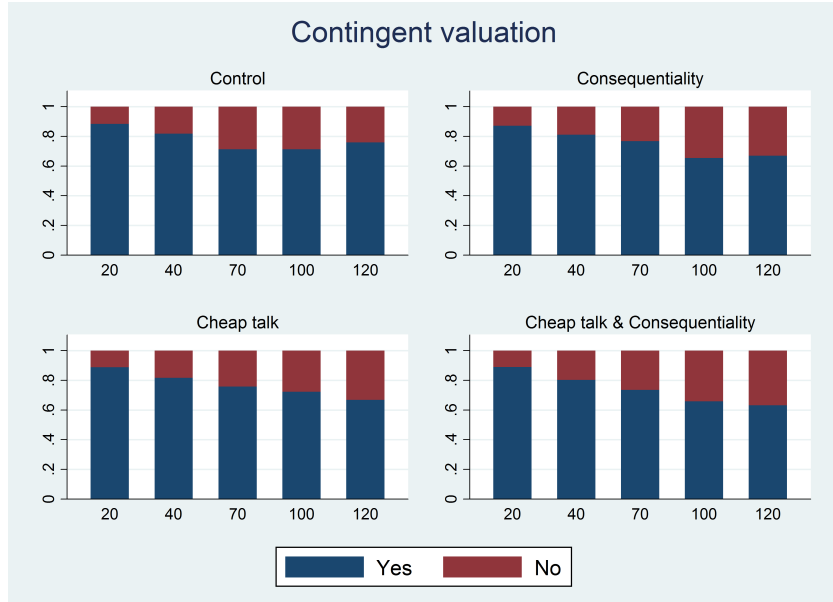 Contingent valuation
Control
1
.8
.6
.4
.2
0
20 40 70 100 120
Consequentiality
1
.8
.6
.4
.2
0
20 40 70 100 120
Cheap talk
1
.8
.6
.4
.2
0
20 40 70 100 120
Cheap talk & Consequentiality
1
.8
.6
.4
.2
0
20 40 70 100 120
Yes No